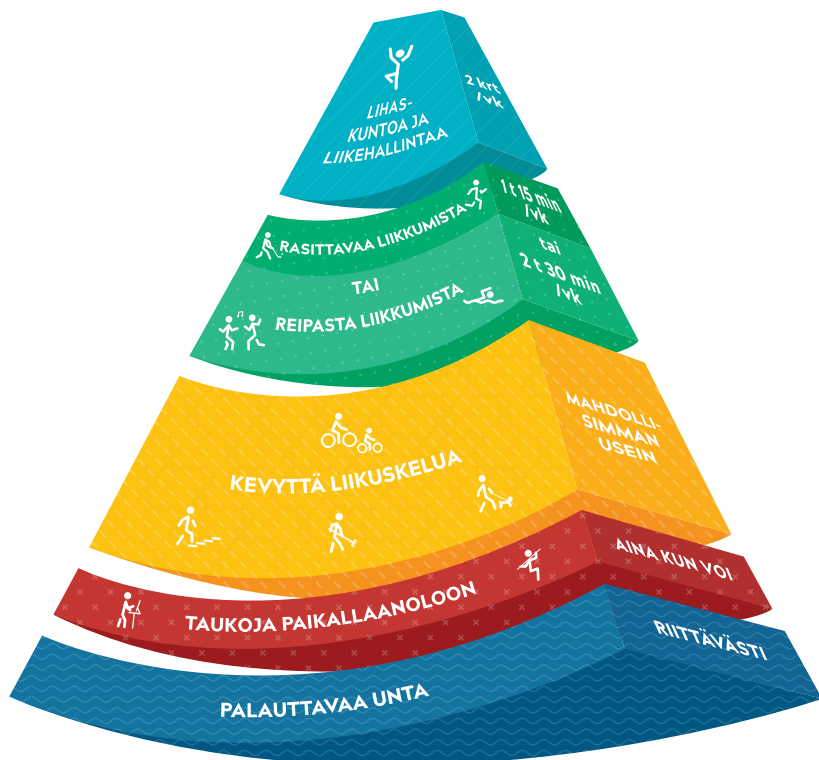 LIHAS-
KUNTOA JA
LIIKEHALLINTAA
2 krt
/vk
RASITTAVAA LIIKKUMISTA
1 t 15 min
/vk
TAI
REIPASTA LIIKKUMISTA
tai
2 t 30 min
/vk
KEVYTTÄ LIIKUSKELUA
MAHDOLLI-
SIMMAN
USEIN
TAUKOJA PAIKALLAANOLOON
AINA KUN VOI
PALAUTTAVAA UNTA
RIITTÄVÄSTI